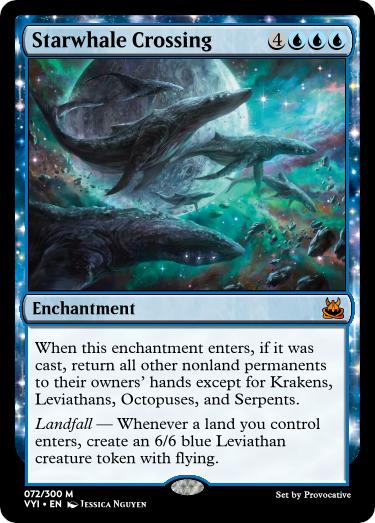 Starwhale Crossing 4
Enchantment
When this enchantment enters, if it was
cast, return all other nonland permanents
to their owners' hands except for Krakens,
Leviathans, Octopuses, and Serpents.
Landfall — Whenever a land you control
enters, create an 6/6 blue Leviathan
creature token with flying.
072/300 M
VYI • EN Jessica Nguyen
Set by Provocative